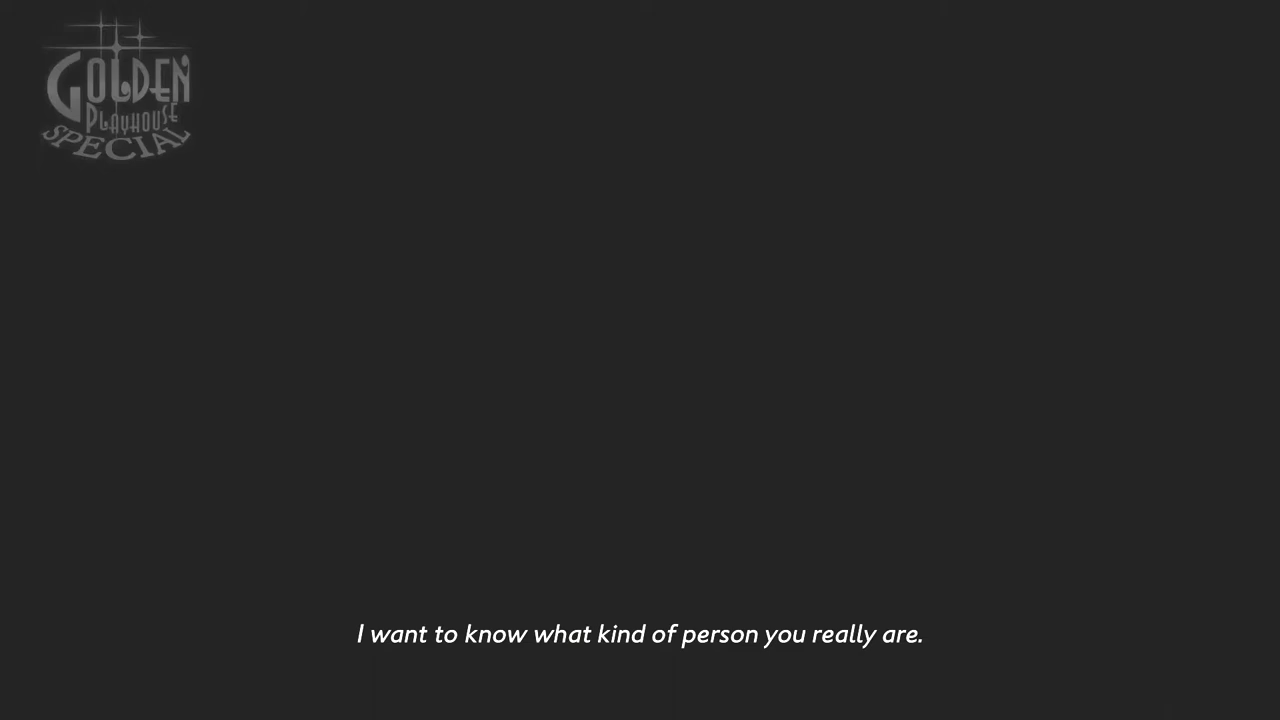 GOLDEN
PLAYHOUSE
SPECIAL
I want to know what kind of person you really are.